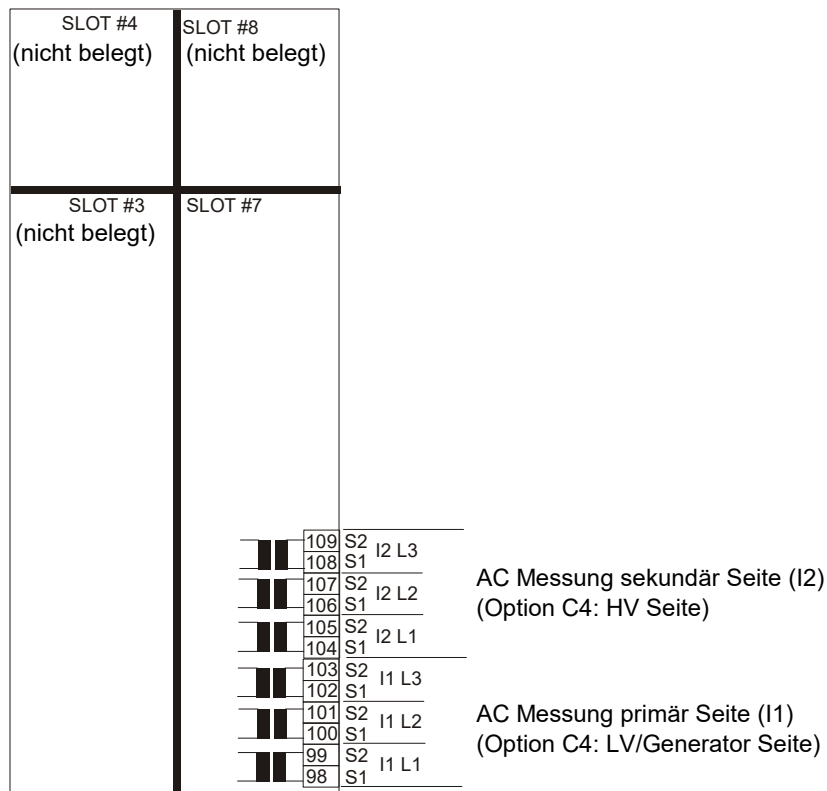 SLOT #4
(nicht belegt)
SLOT #8
(nicht belegt)
SLOT #3
(nicht belegt)
SLOT #7
109 S2
I2 L3
108 S1
107 S2
I2 L2
106 S1
105 S2
I2 L1
104 S1
103 S2
I1 L3
102 S1
101 S2
I1 L2
100 S1
99 S2
I1 L1
98 S1
AC Messung sekundär Seite (I2)
(Option C4: HV Seite)
AC Messung primär Seite (I1)
(Option C4: LV/Generator Seite)